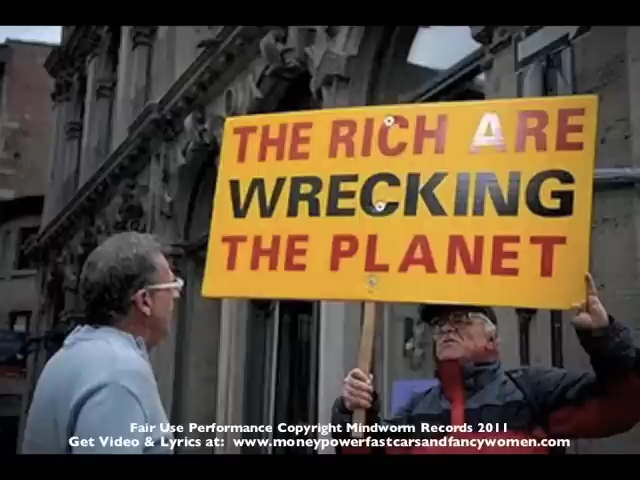 THE RICH ARE
WRECKING
THE PLANET
Fair Use Performance Copyright Mindworm Records 2011
Get Video & Lyrics at: www.moneypowerfastcarsandfancywomen.com